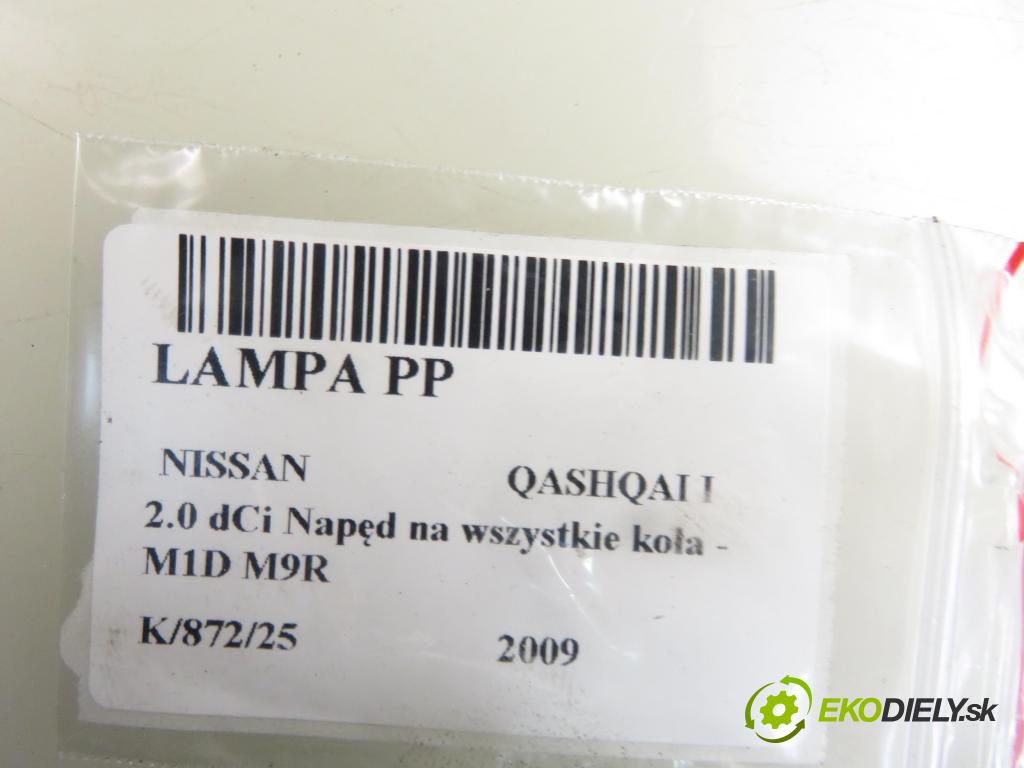 LAMPA PP
NISSAN QASHQAI I
2.0 dCi Napęd na wszystkie koła -
M1D M9R
K/872/25 2009
EKODIELY.sk